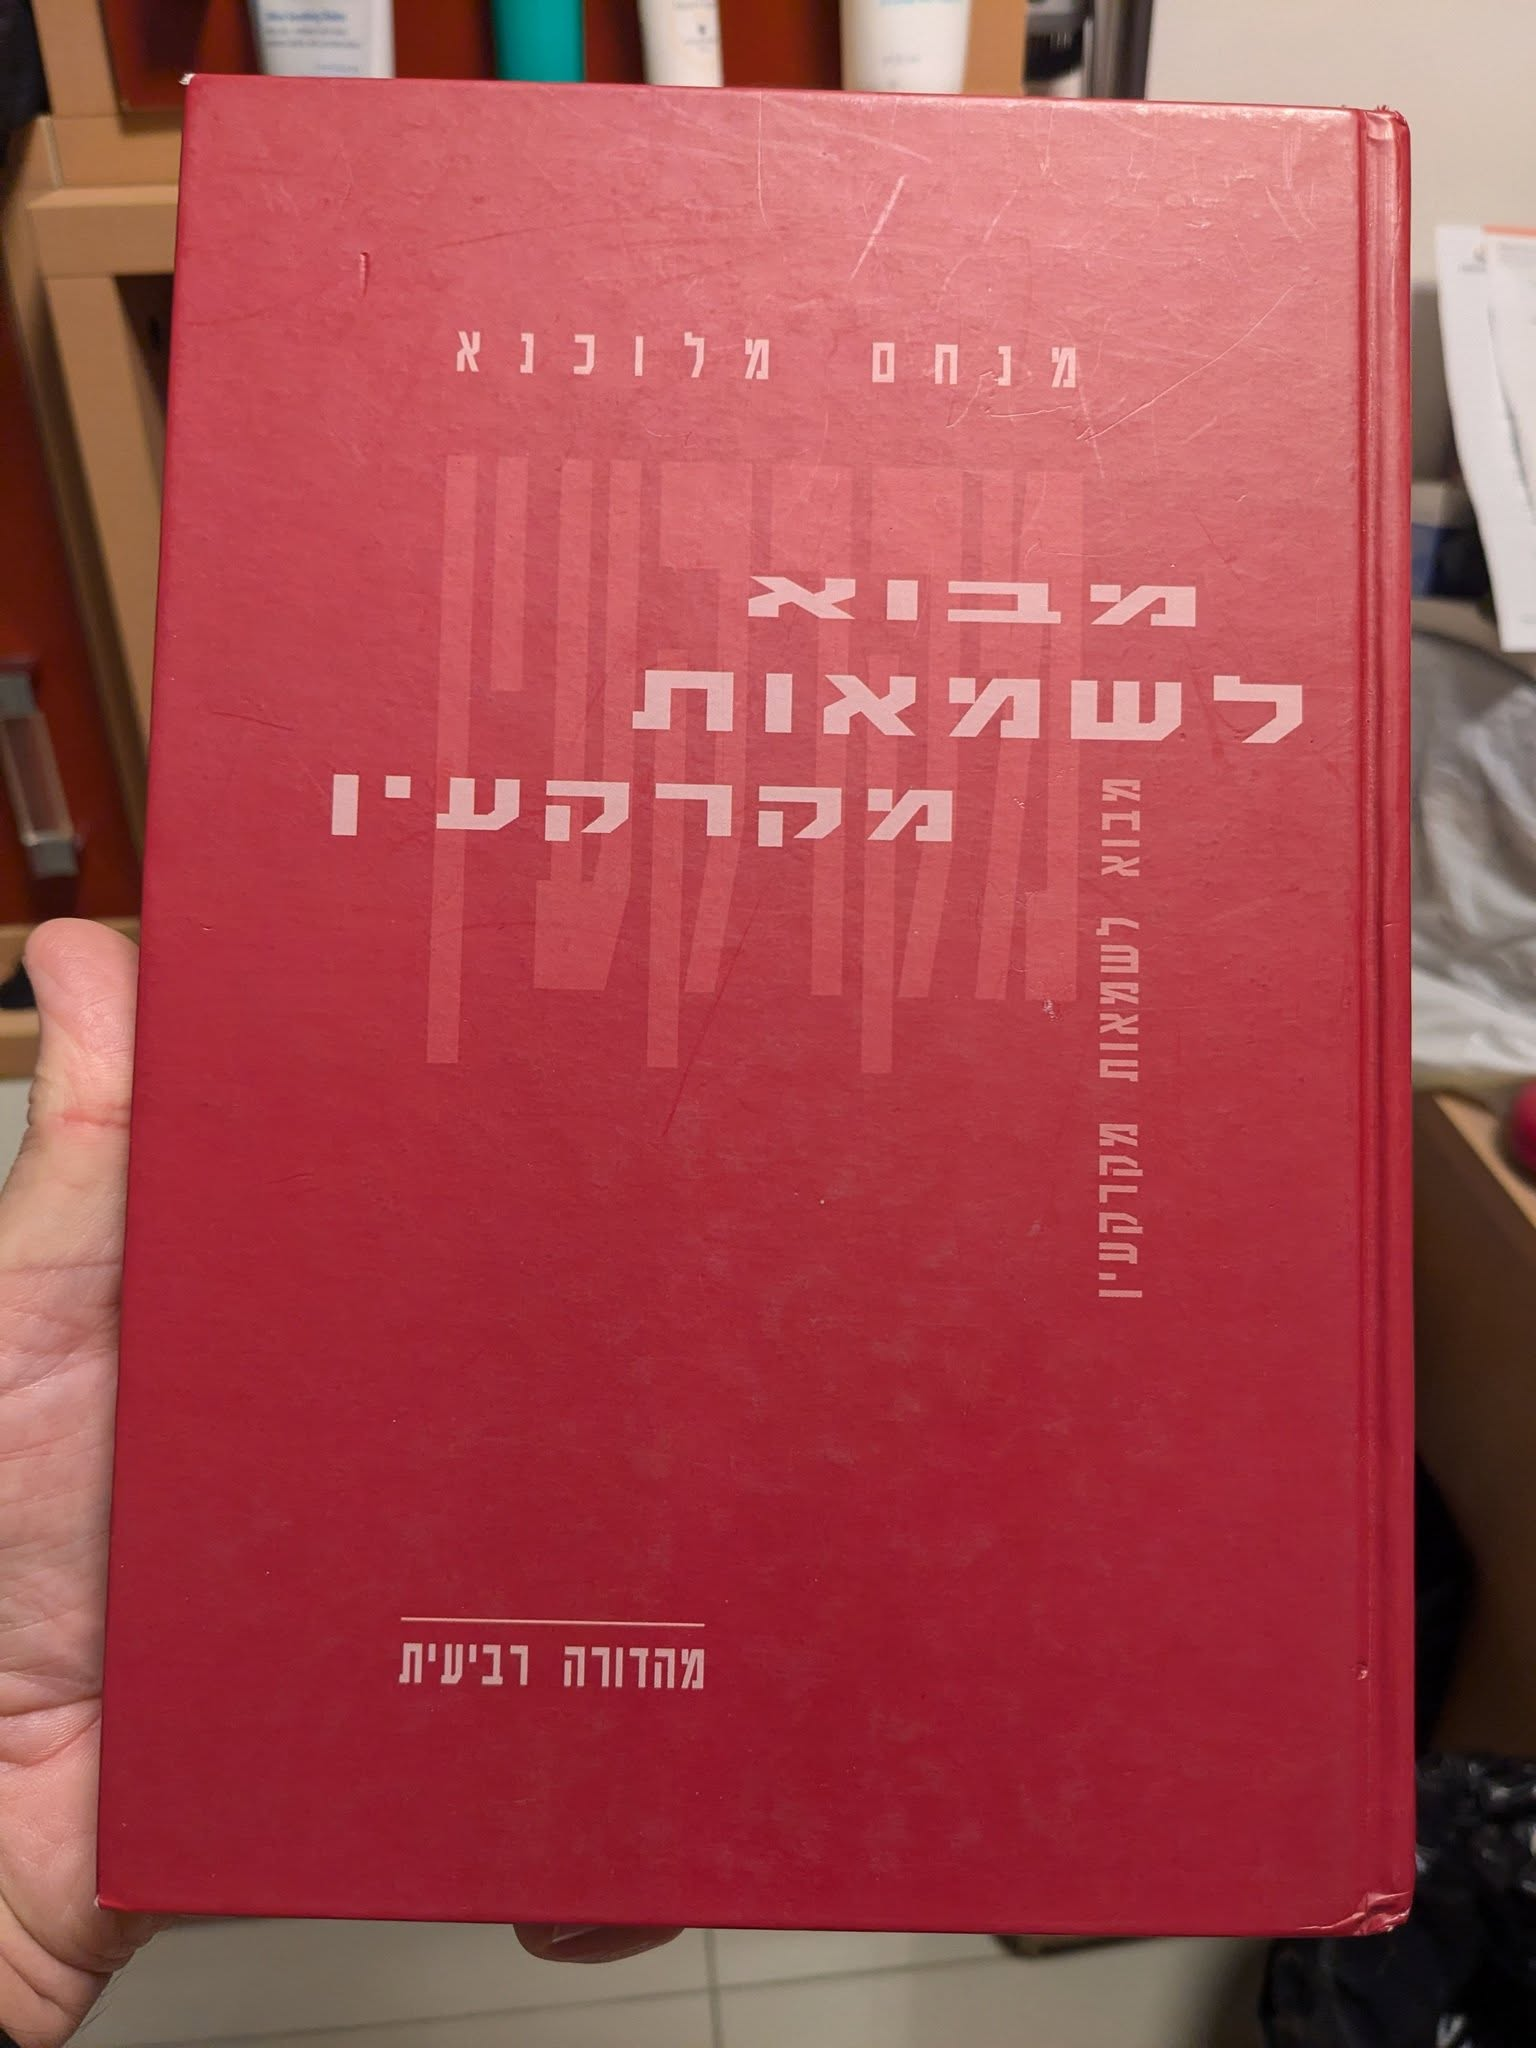 מנחם מלוכנא
מבוא
לשמאות
מקרקעין
מבוא לשמאות מקרקעין
מהדורה רביעית